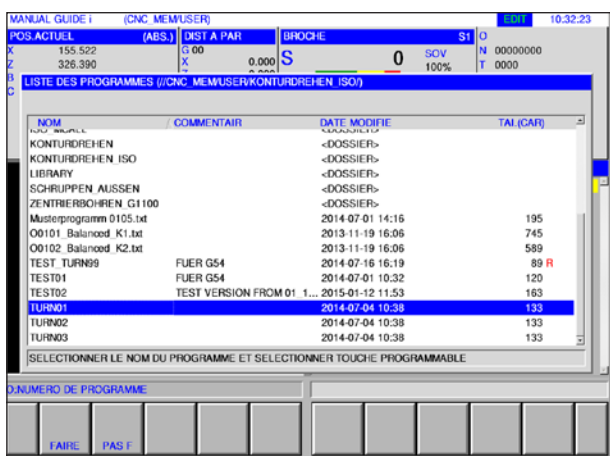 MANUAL GUIDE i (CNC_MEM/USER) EDIT 10:32:23
POS.ACTUEL (ABS.) DIST A PAR BROCHE S1 O
X 155.522 G 00 N 00000000
Z 326.390 X 0.000 S 0 SOV 100% T 0000
B
C
LISTE DES PROGRAMMES (//CNC_MEM/USER/KONTURDREHEN_ISO/)
NOM / COMMENTAIR DATE MODIFIE TAI.(CAR)
KONTURDREHEN <DOSSIER>
KONTURDREHEN_ISO <DOSSIER>
LIBRARY <DOSSIER>
SCHRUPPEN_AUSSEN <DOSSIER>
ZENTRIERBOHREN_G1100 <DOSSIER>
Musterprogramm 0105.txt 2014-07-01 14:16 195
O0101_Balanced_K1.txt 2013-11-19 16:06 745
O0102_Balanced_K2.txt 2013-11-19 16:06 589
TEST_TURN99 FUER G54 2014-07-16 16:19 89 R
TEST01 FUER G54 2014-07-01 10:32 120
TEST02 TEST VERSION FROM 01_1... 2015-01-12 11:53 163
TURN01 2014-07-04 10:38 133
TURN02 2014-07-04 10:38 133
TURN03 2014-07-04 10:38 133
SELECTIONNER LE NOM DU PROGRAMME ET SELECTIONNER TOUCHE PROGRAMMABLE
O:NUMERO DE PROGRAMME
FAIRE PAS F